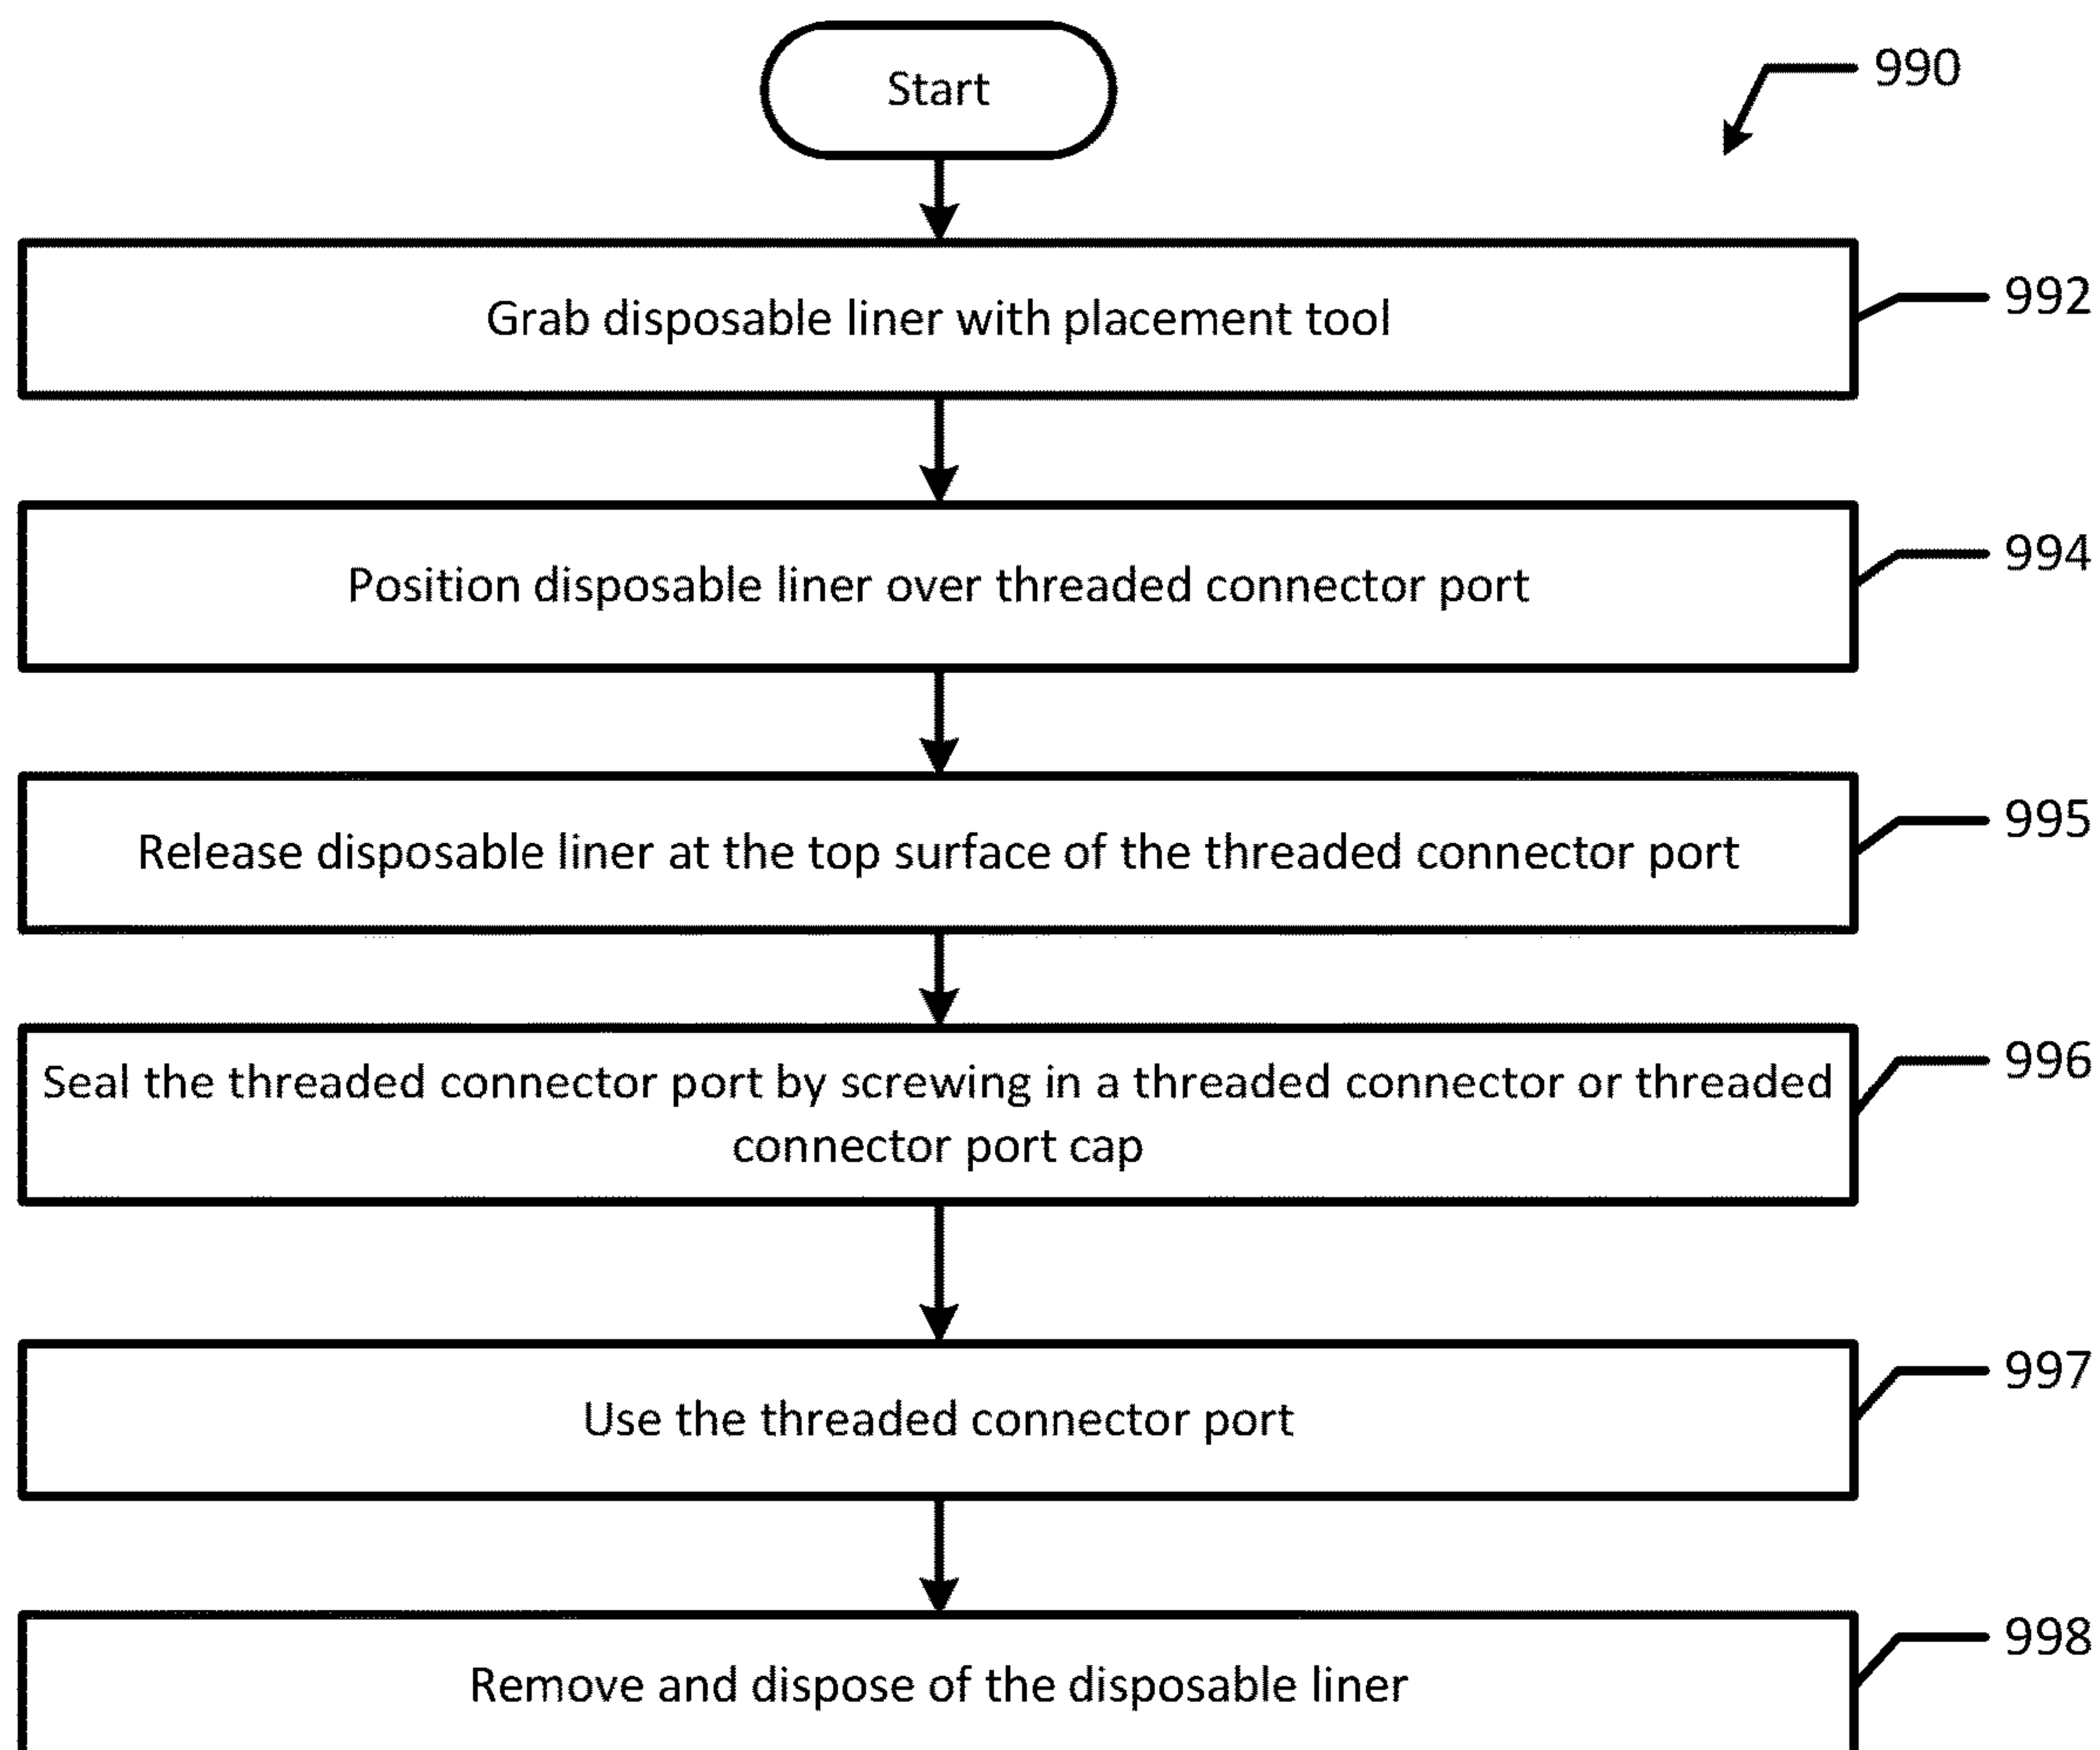 Start
990
Grab disposable liner with placement tool
992
Position disposable liner over threaded connector port
994
Release disposable liner at the top surface of the threaded connector port
995
Seal the threaded connector port by screwing in a threaded connector or threaded
connector port cap
996
Use the threaded connector port
997
Remove and dispose of the disposable liner
998